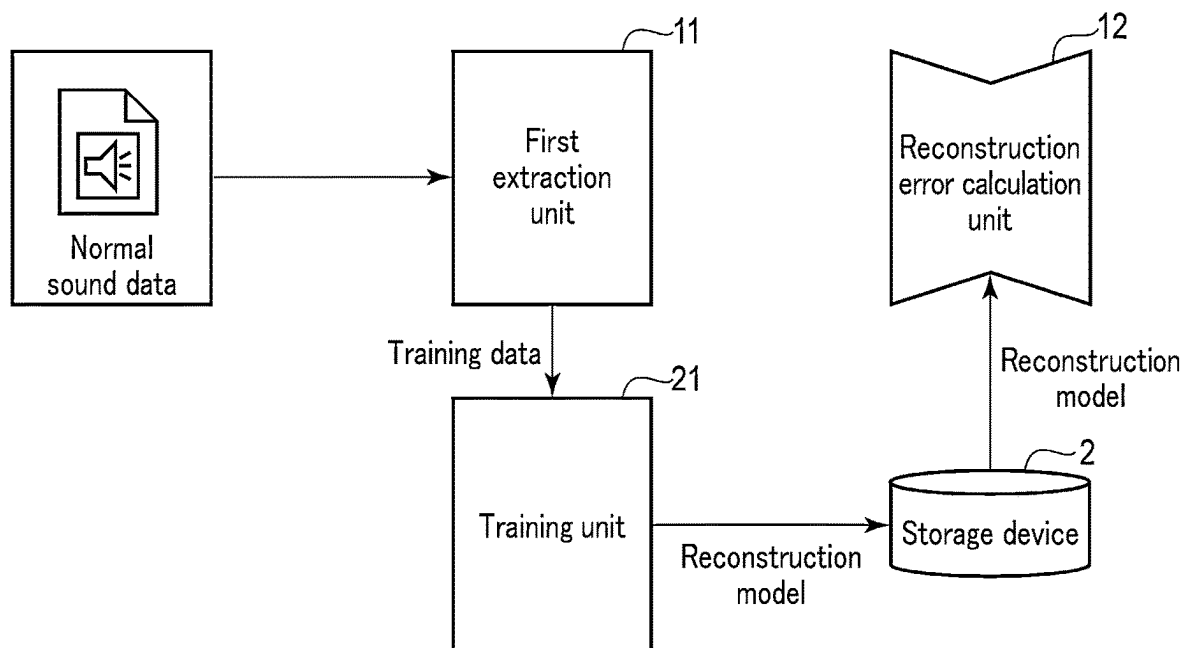 11
12
Normal
sound data
First
extraction
unit
Reconstruction
error calculation
unit
Training data
21
Reconstruction
model
Training unit
Reconstruction
model
2
Storage device